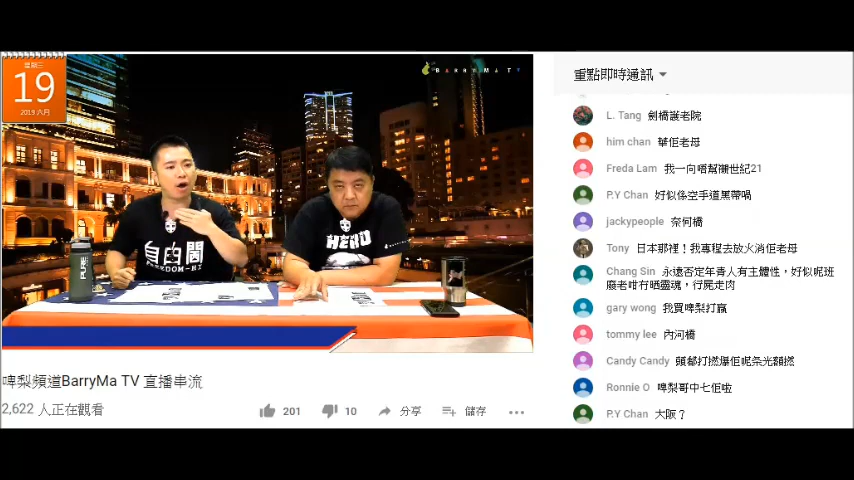 星期三
19
2019 六月
BARRYMA TV
自由閪
FREEDOM-HI
HERO
PURE
啤梨頻道BarryMa TV 直播串流
2,622 人正在觀看
201
10
分享
儲存
重點即時通訊
L. Tang 劍橋護老院
him chan 華佢老母
Freda Lam 我一向唔幫襯世紀21
P.Y Chan 好似係空手道黑帶喎
jackypeople 奈何橋
Tony 日本那裡！我專程去放火消佢老母
Chang Sin 永遠否定年青人有主體性，好似呢班
廢老咁冇晒靈魂，行屍走肉
gary wong 我買啤梨打贏
tommy lee 內河橋
Candy Candy 頭都打撚爆佢呢条光頭撚
Ronnie O 啤梨哥中七佢啦
P.Y Chan 大阪？